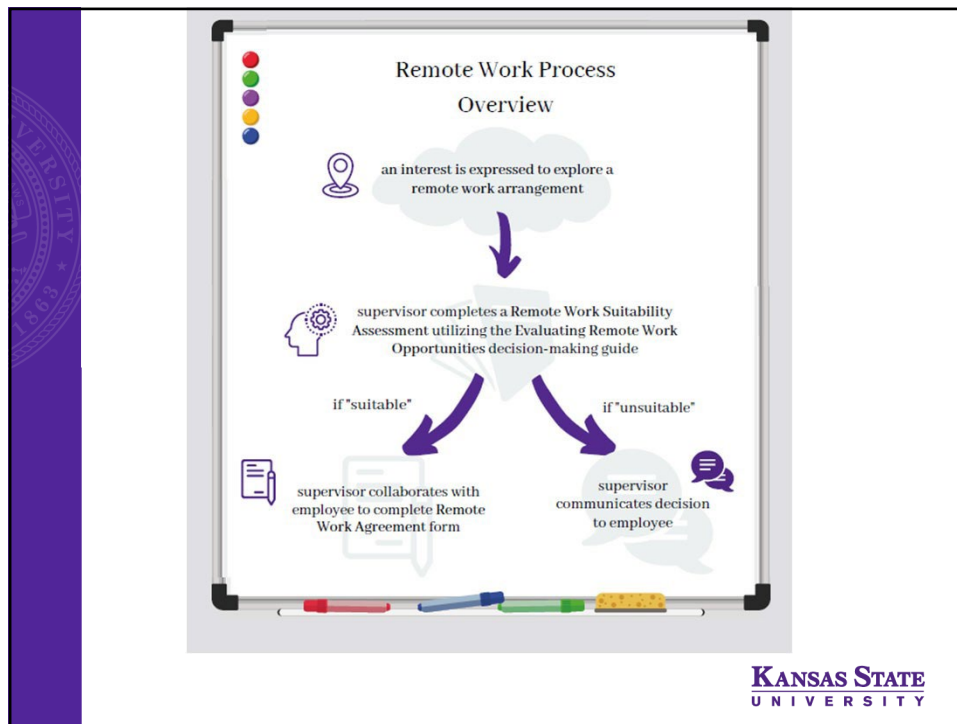 Remote Work Process
Overview
an interest is expressed to explore a
remote work arrangement
supervisor completes a Remote Work Suitability
Assessment utilizing the Evaluating Remote Work
Opportunities decision-making guide
if "suitable"
if "unsuitable"
supervisor collaborates with
employee to complete Remote
Work Agreement form
supervisor
communicates decision
to employee
KANSAS STATE
UNIVERSITY
VERSITY
1863